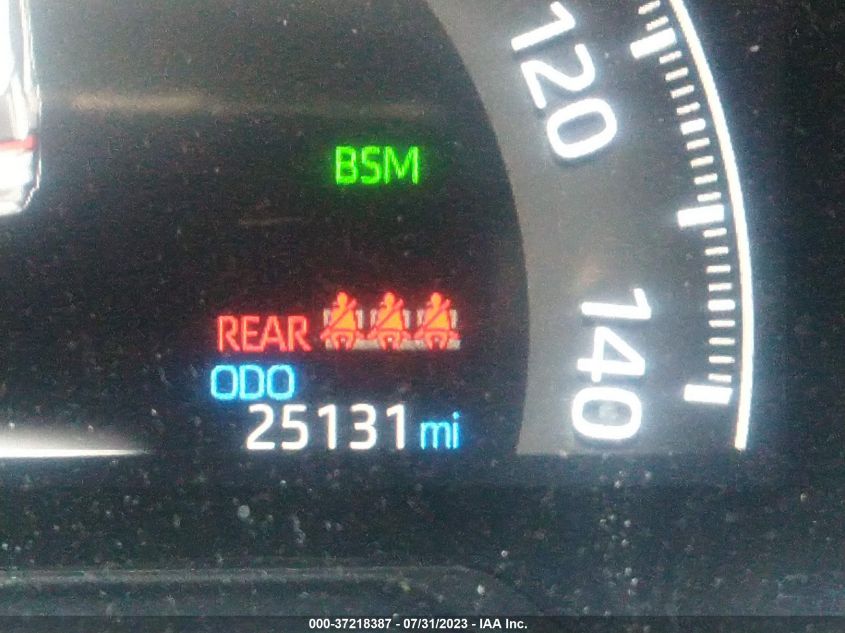 120
BSM
140
REAR
ODO
25131 mi
000-37218387 - 07/31/2023 - IAA Inc.